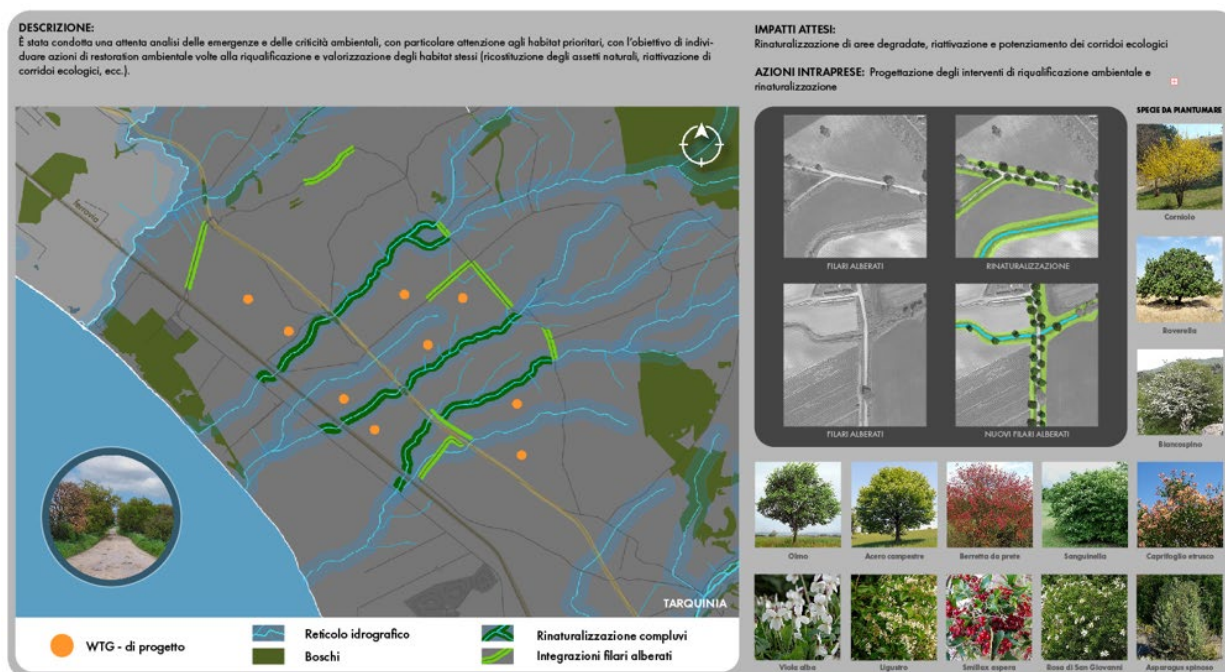 DESCRIZIONE:
È stata condotta una attenta analisi delle emergenze e delle criticità ambientali, con particolare attenzione agli habitat prioritari, con l'obiettivo di indivi-
duare azioni di restoration ambientale volte alla riqualificazione e valorizzazione degli habitat stessi (ricostituzione degli assetti naturali, riattivazione di
corridoi ecologici, ecc.).
IMPATTI ATTESI:
Rinaturalizzazione di aree degradate, riattivazione e potenziamento dei corridoi ecologici
AZIONI INTRAPRESE: Progettazione degli interventi di riqualificazione ambientale e
rinaturalizzazione
ferrovia
TARQUINIA
WTG - di progetto
Reticolo idrografico
Boschi
Rinaturalizzazione compluvi
Integrazioni filari alberati
FILARI ALBERATI
RINATURALIZZAZIONE
FILARI ALBERATI
NUOVI FILARI ALBERATI
SPECIE DA PIANTUMARE
Corniolo
Roverella
Biancospino
Olmo
Acero campestre
Berretta da prete
Sanguinella
Caprifoglio etrusco
Viola alba
Ligustro
Smillax aspera
Rosa di San Giovanni
Asparagus spinoso